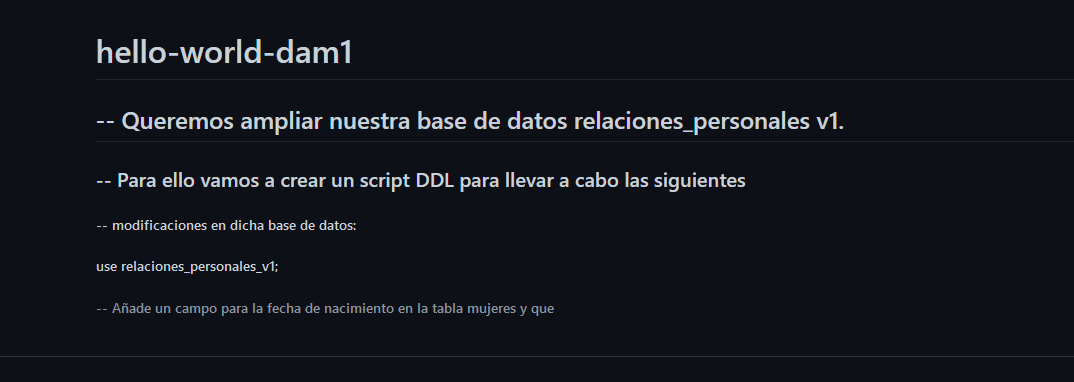 hello-world-dam1
-- Queremos ampliar nuestra base de datos relaciones_personales v1.
-- Para ello vamos a crear un script DDL para llevar a cabo las siguientes
-- modificaciones en dicha base de datos:
use relaciones_personales_v1;
-- Añade un campo para la fecha de nacimiento en la tabla mujeres y que